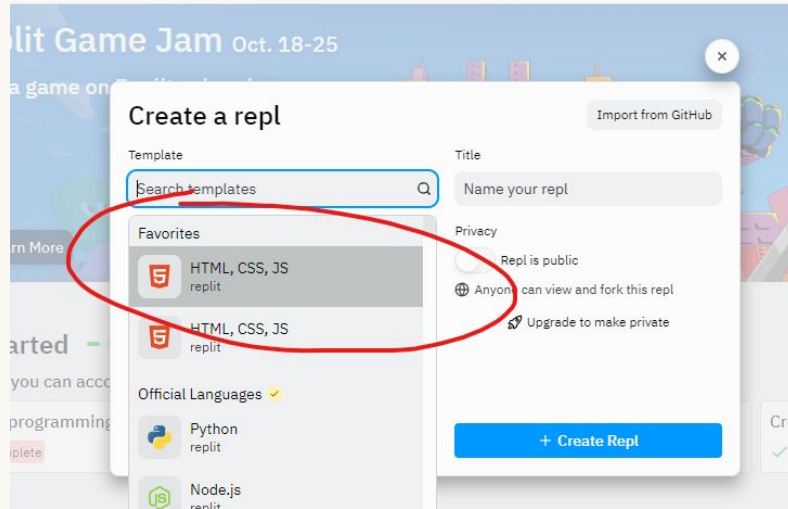 lit Game Jam Oct. 18-25
a game on
Create a repl
Import from GitHub
Template
Title
Search templates
Name your repl
Favorites
Privacy
rn More
HTML, CSS, JS
replit
Repl is public
Anyone can view and fork this repl
HTML, CSS, JS
replit
Upgrade to make private
arted
you can acco
Official Languages
programming
Python
replit
+ Create Repl
Cr
plete
Node.js
replit